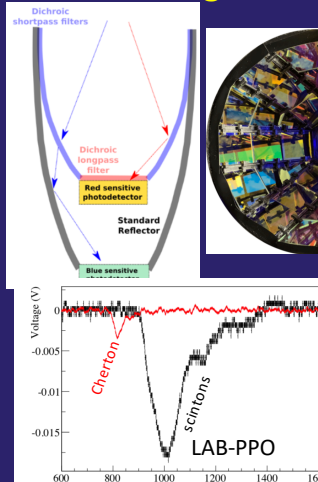 Dichroic
shortpass filters
Dichroic
longpass
filter
Red sensitive
photodetector
Standard
Reflector
Blue sensitive
Voltage (V)
0
-0.005
-0.01
-0.015
Cherton
scintons
LAB-PPO
600 800 1000 1200 1400